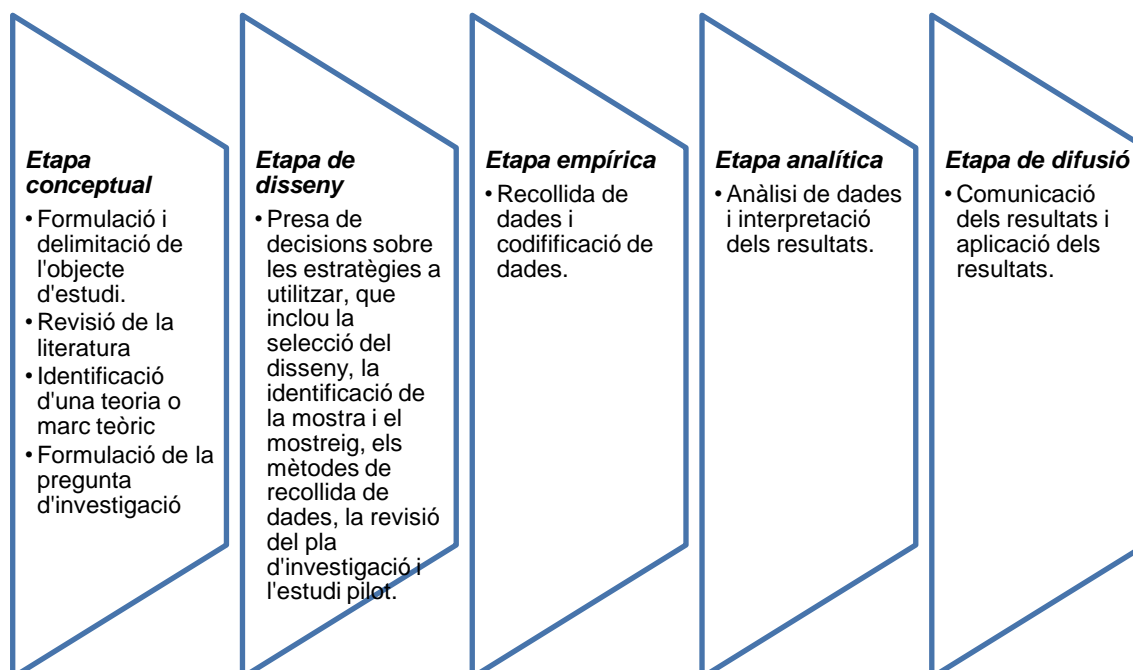 Etapa
conceptual
• Formulació i
delimitació de
l'objecte
d'estudi.
• Revisió de la
literatura
• Identificació
d'una teoria o
marc teòric
• Formulació de la
pregunta
d'investigació
Etapa de
disseny
• Presa de
decisions sobre
les estratègies a
utilitzar, que
inclou la
selecció del
disseny, la
identificació de
la mostra i el
mostreig, els
mètodes de
recollida de
dades, la revisió
del pla
d'investigació i
l'estudi pilot.
Etapa empírica
• Recollida de
dades i
codifificació de
dades.
Etapa analítica
• Anàlisi de dades
i interpretació
dels resultats.
Etapa de difusió
• Comunicació
dels resultats i
aplicació dels
resultats.